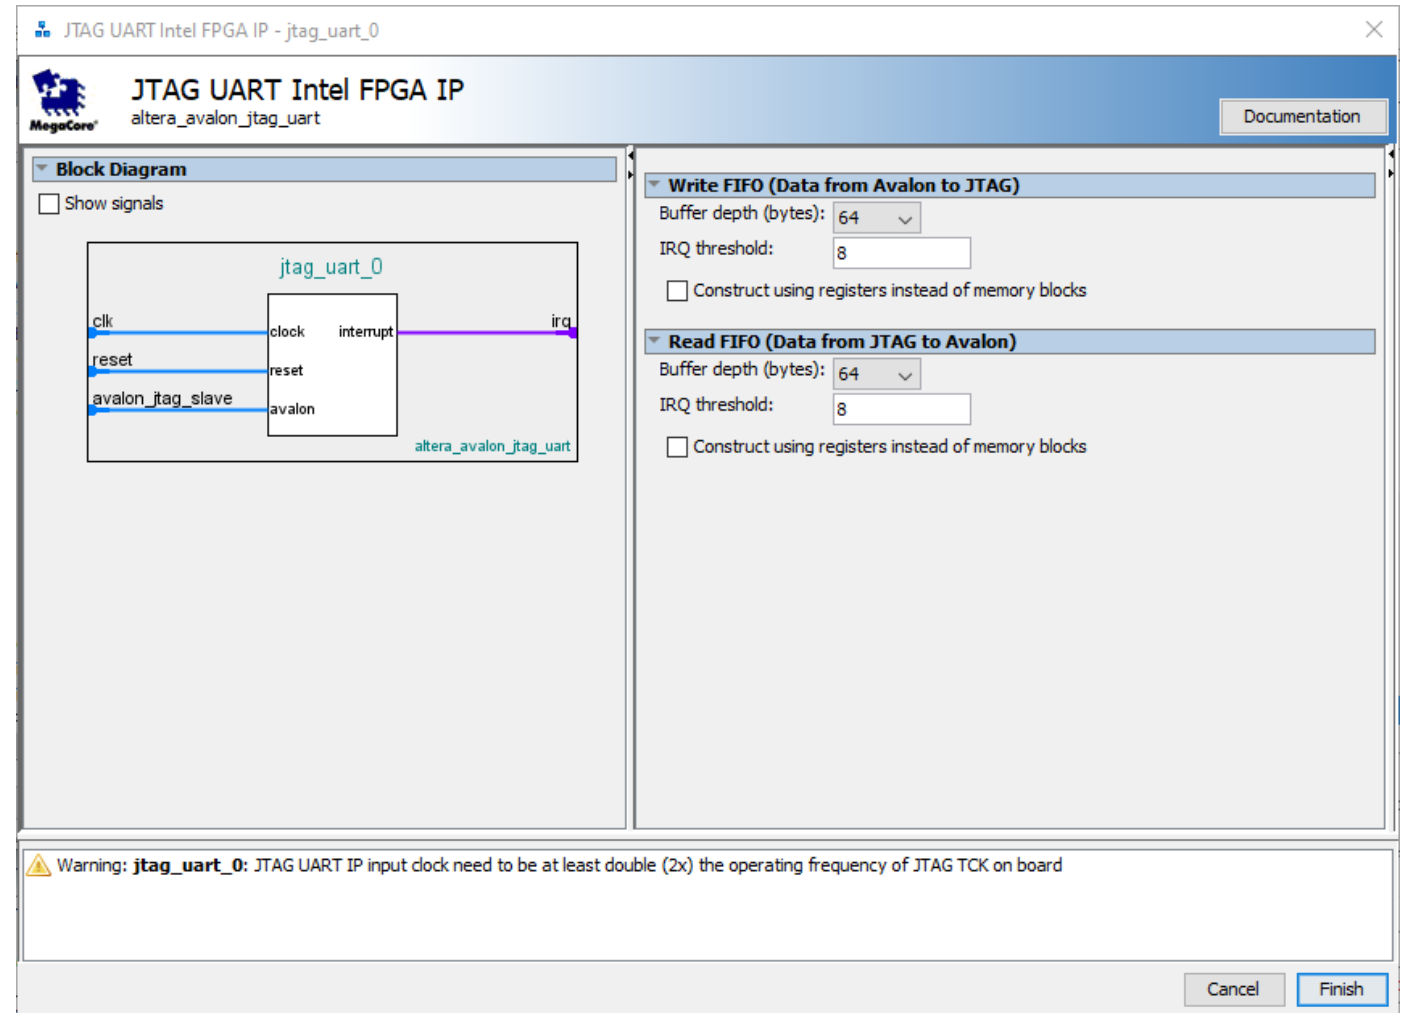 JTAG UART Intel FPGA IP - jtag_uart_0
JTAG UART Intel FPGA IP
altera_avalon_jtag_uart
MegaCore®
Documentation
Block Diagram
Show signals
jtag_uart_0
clk
clock
interrupt
irq
reset
reset
avalon_jtag_slave
avalon
altera_avalon_jtag_uart
Write FIFO (Data from Avalon to JTAG)
Buffer depth (bytes): 64
IRQ threshold: 8
Construct using registers instead of memory blocks
Read FIFO (Data from JTAG to Avalon)
Buffer depth (bytes): 64
IRQ threshold: 8
Construct using registers instead of memory blocks
Warning: jtag_uart_0: JTAG UART IP input clock need to be at least double (2x) the operating frequency of JTAG TCK on board
Cancel
Finish